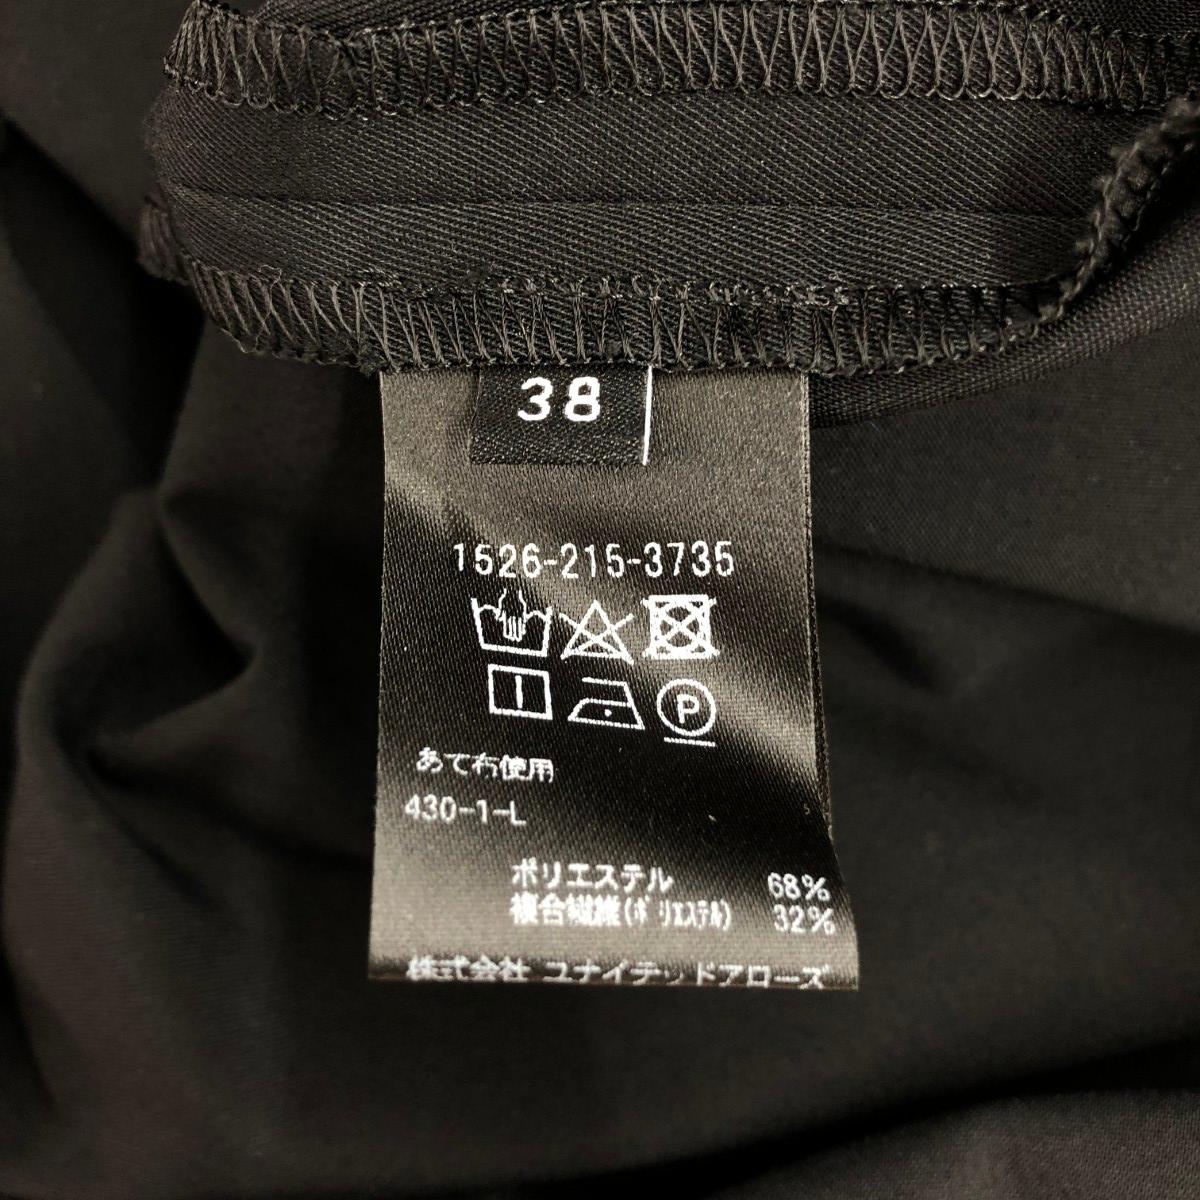 38
1526-215-3735
P
あて布使用
430-1-L
ポリエステル 68%
複合繊維(ポリエステル) 32%
株式会社 ユナイテッドアローズ